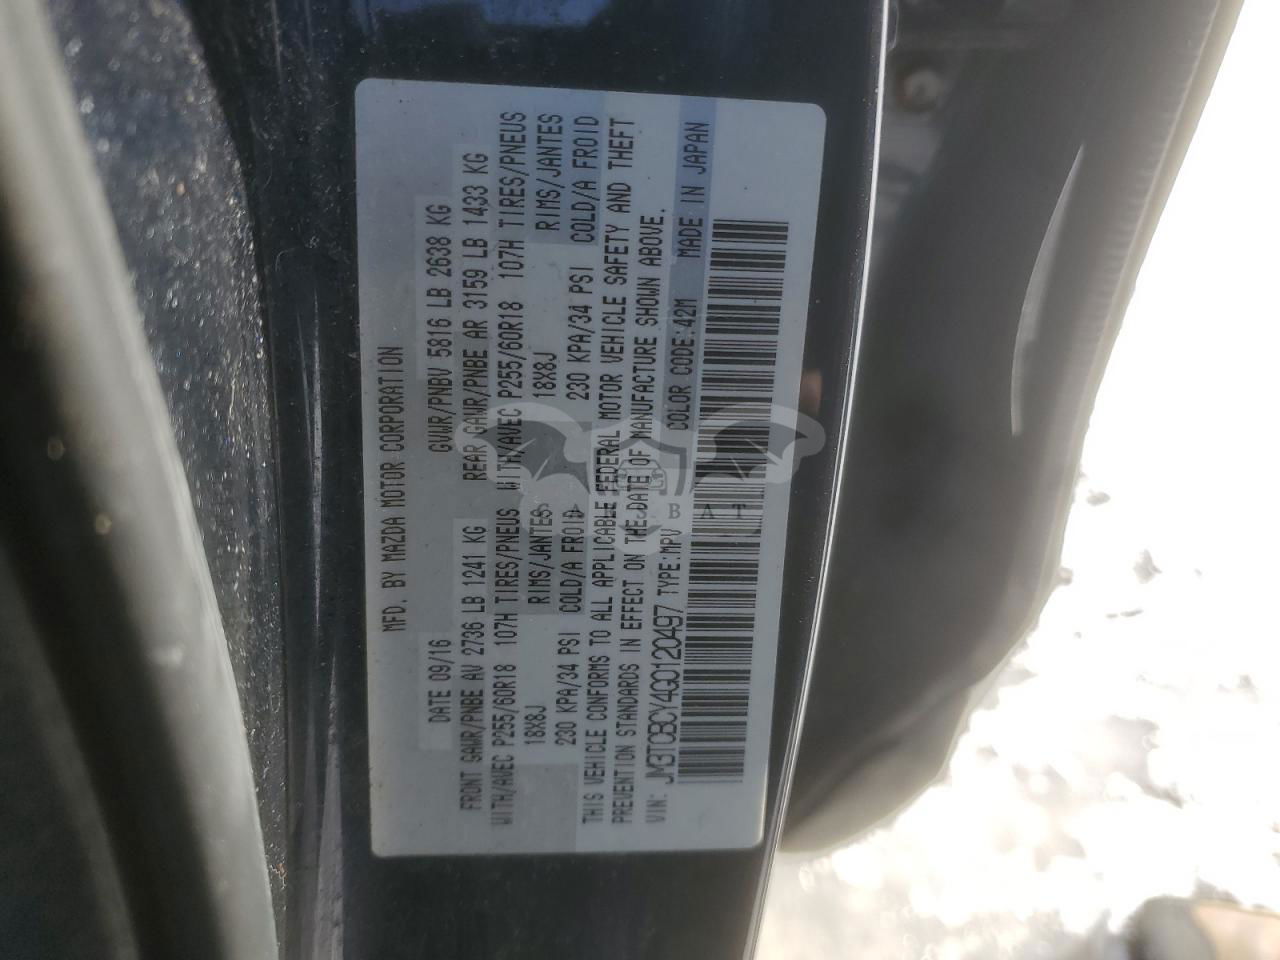 MFD. BY MAZDA MOTOR CORPORATION
DATE 09/16 GVWR/PNBV 5816 LB 2638 KG
FRONT GAWR/PNBE AV 2736 LB 1241 KG REAR GAWR/PNBE AR 3159 LB 1433 KG
WITH/AVEC P255/60R18 107H TIRES/PNEUS WITH/AVEC P255/60R18 107H TIRES/PNEUS
18X8J RIMS/JANTES 18X8J RIMS/JANTES
230 KPA/34 PSI COLD/A FROID 230 KPA/34 PSI COLD/A FROID
THIS VEHICLE CONFORMS TO ALL APPLICABLE FEDERAL MOTOR VEHICLE SAFETY AND THEFT
PREVENTION STANDARDS IN EFFECT ON THE DATE OF MANUFACTURE SHOWN ABOVE.
VIN: JM3TCBCY4G0120497 TYPE:MPV COLOR CODE:42M MADE IN JAPAN
CARSBAT